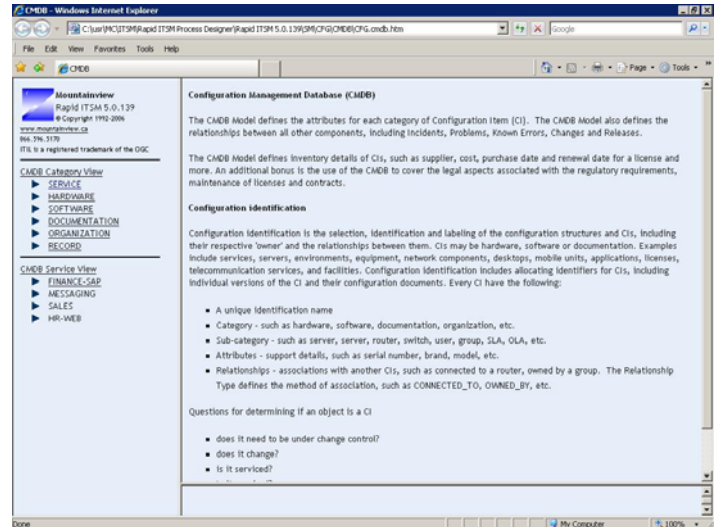 CMDB - Windows Internet Explorer
C:\usr\MC\ITSM\Rapid ITSM Process Designer\Rapid ITSM 5.0.139\SM\CFG\CMDB\CFG.cmdb.htm
Google
File Edit View Favorites Tools Help
CMDB
Page Tools
Mountainview
Rapid ITSM 5.0.139
© Copyright 1992-2006
www.mountainview.ca
ITIL is a registered trademark of the OGC
CMDB Category View
SERVICE
HARDWARE
SOFTWARE
DOCUMENTATION
ORGANIZATION
RECORD
CMDB Service View
FINANCE-SAP
MESSAGING
SALES
HR-WEB
Configuration Management Database (CMDB)
The CMDB Model defines the attributes for each category of Configuration Item (CI). The CMDB Model also defines the
relationships between all other components, including Incidents, Problems, Known Errors, Changes and Releases.
The CMDB Model defines inventory details of CIs, such as supplier, cost, purchase date and renewal date for a license and
more. An additional bonus is the use of the CMDB to cover the legal aspects associated with the regulatory requirements,
maintenance of licenses and contracts.
Configuration identification
Configuration identification is the selection, identification and labeling of the configuration structures and CIs, including
their respective 'owner' and the relationships between them. CIs may be hardware, software or documentation. Examples
include services, servers, environments, equipment, network components, desktops, mobile units, applications, licenses,
telecommunication services, and facilities. Configuration identification includes allocating identifiers for CIs, including
individual versions of the CI and their configuration documents. Every CI have the following:
A unique identification name
Category - such as hardware, software, documentation, organization, etc.
Sub-category - such as server, server, router, switch, user, group, SLA, OLA, etc.
Attributes - support details, such as serial number, brand, model, etc.
Relationships - associations with another CIs, such as connected to a router, owned by a group. The Relationship
Type defines the method of association, such as CONNECTED_TO, OWNED_BY, etc.
Questions for determining if an object is a CI
does it need to be under change control?
does it change?
is it serviced?
Done
My Computer
100%